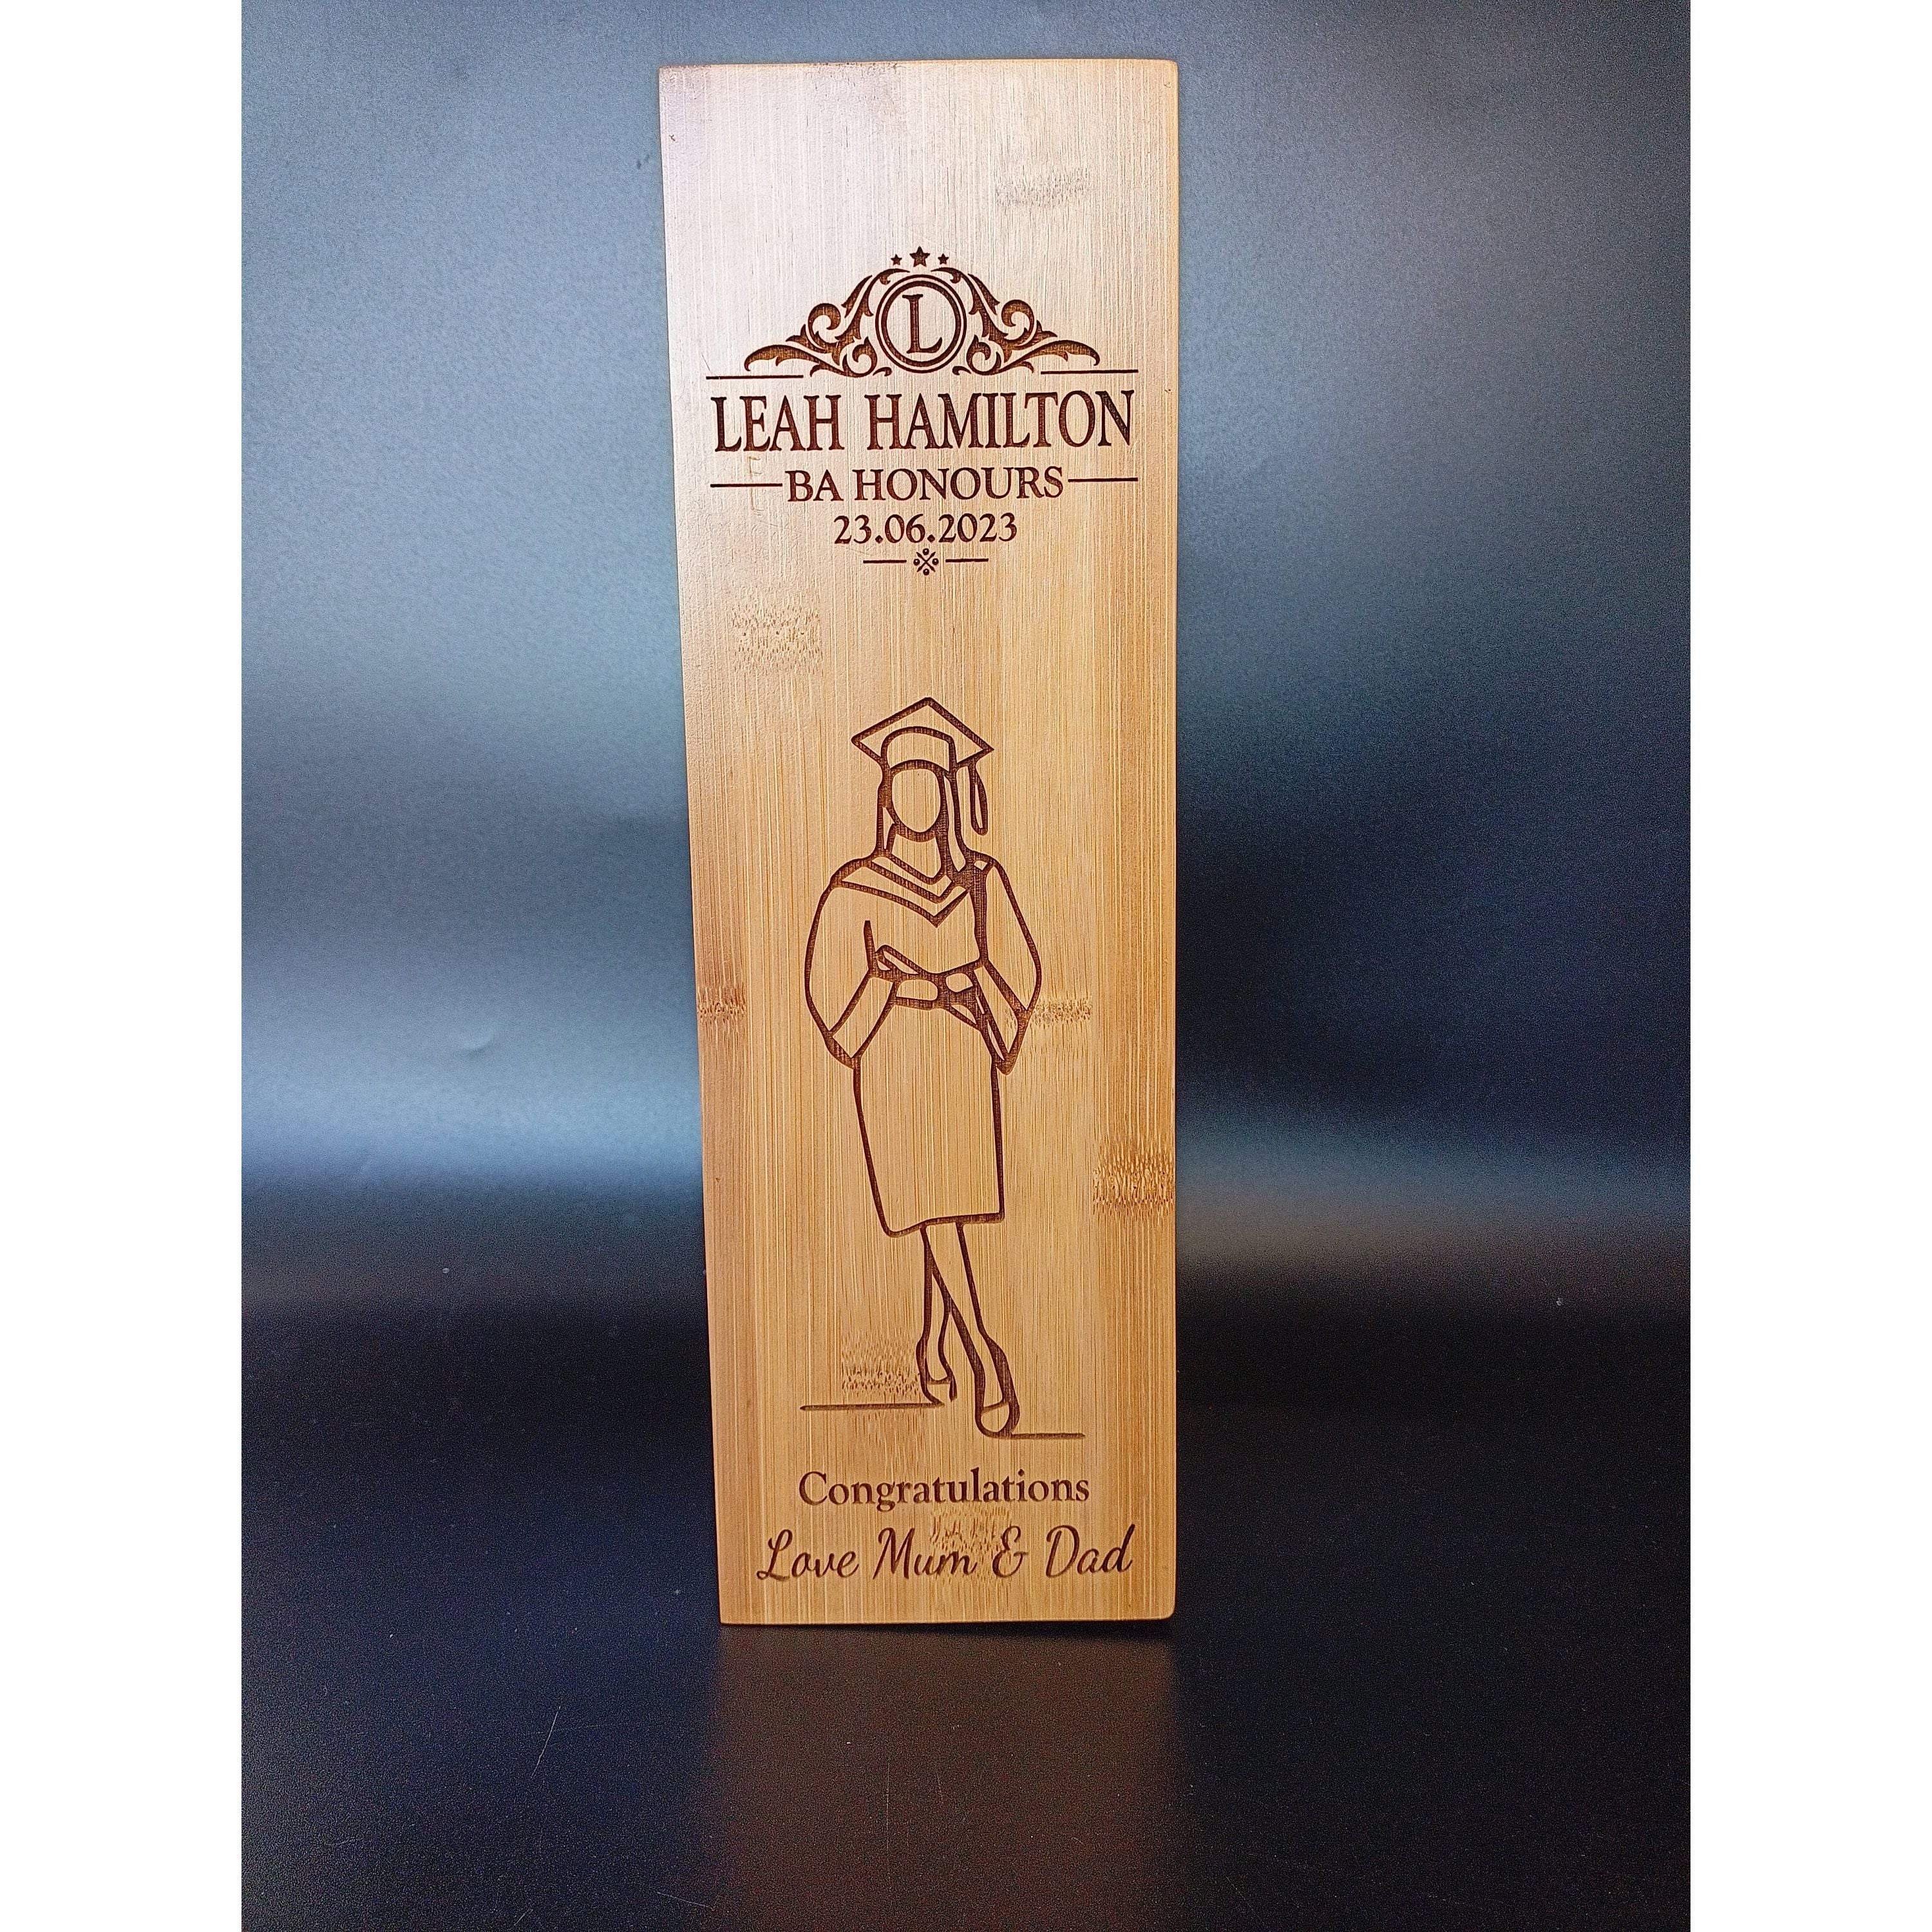 L
LEAH HAMILTON
BA HONOURS
23.06.2023
Congratulations
Love Mum & Dad